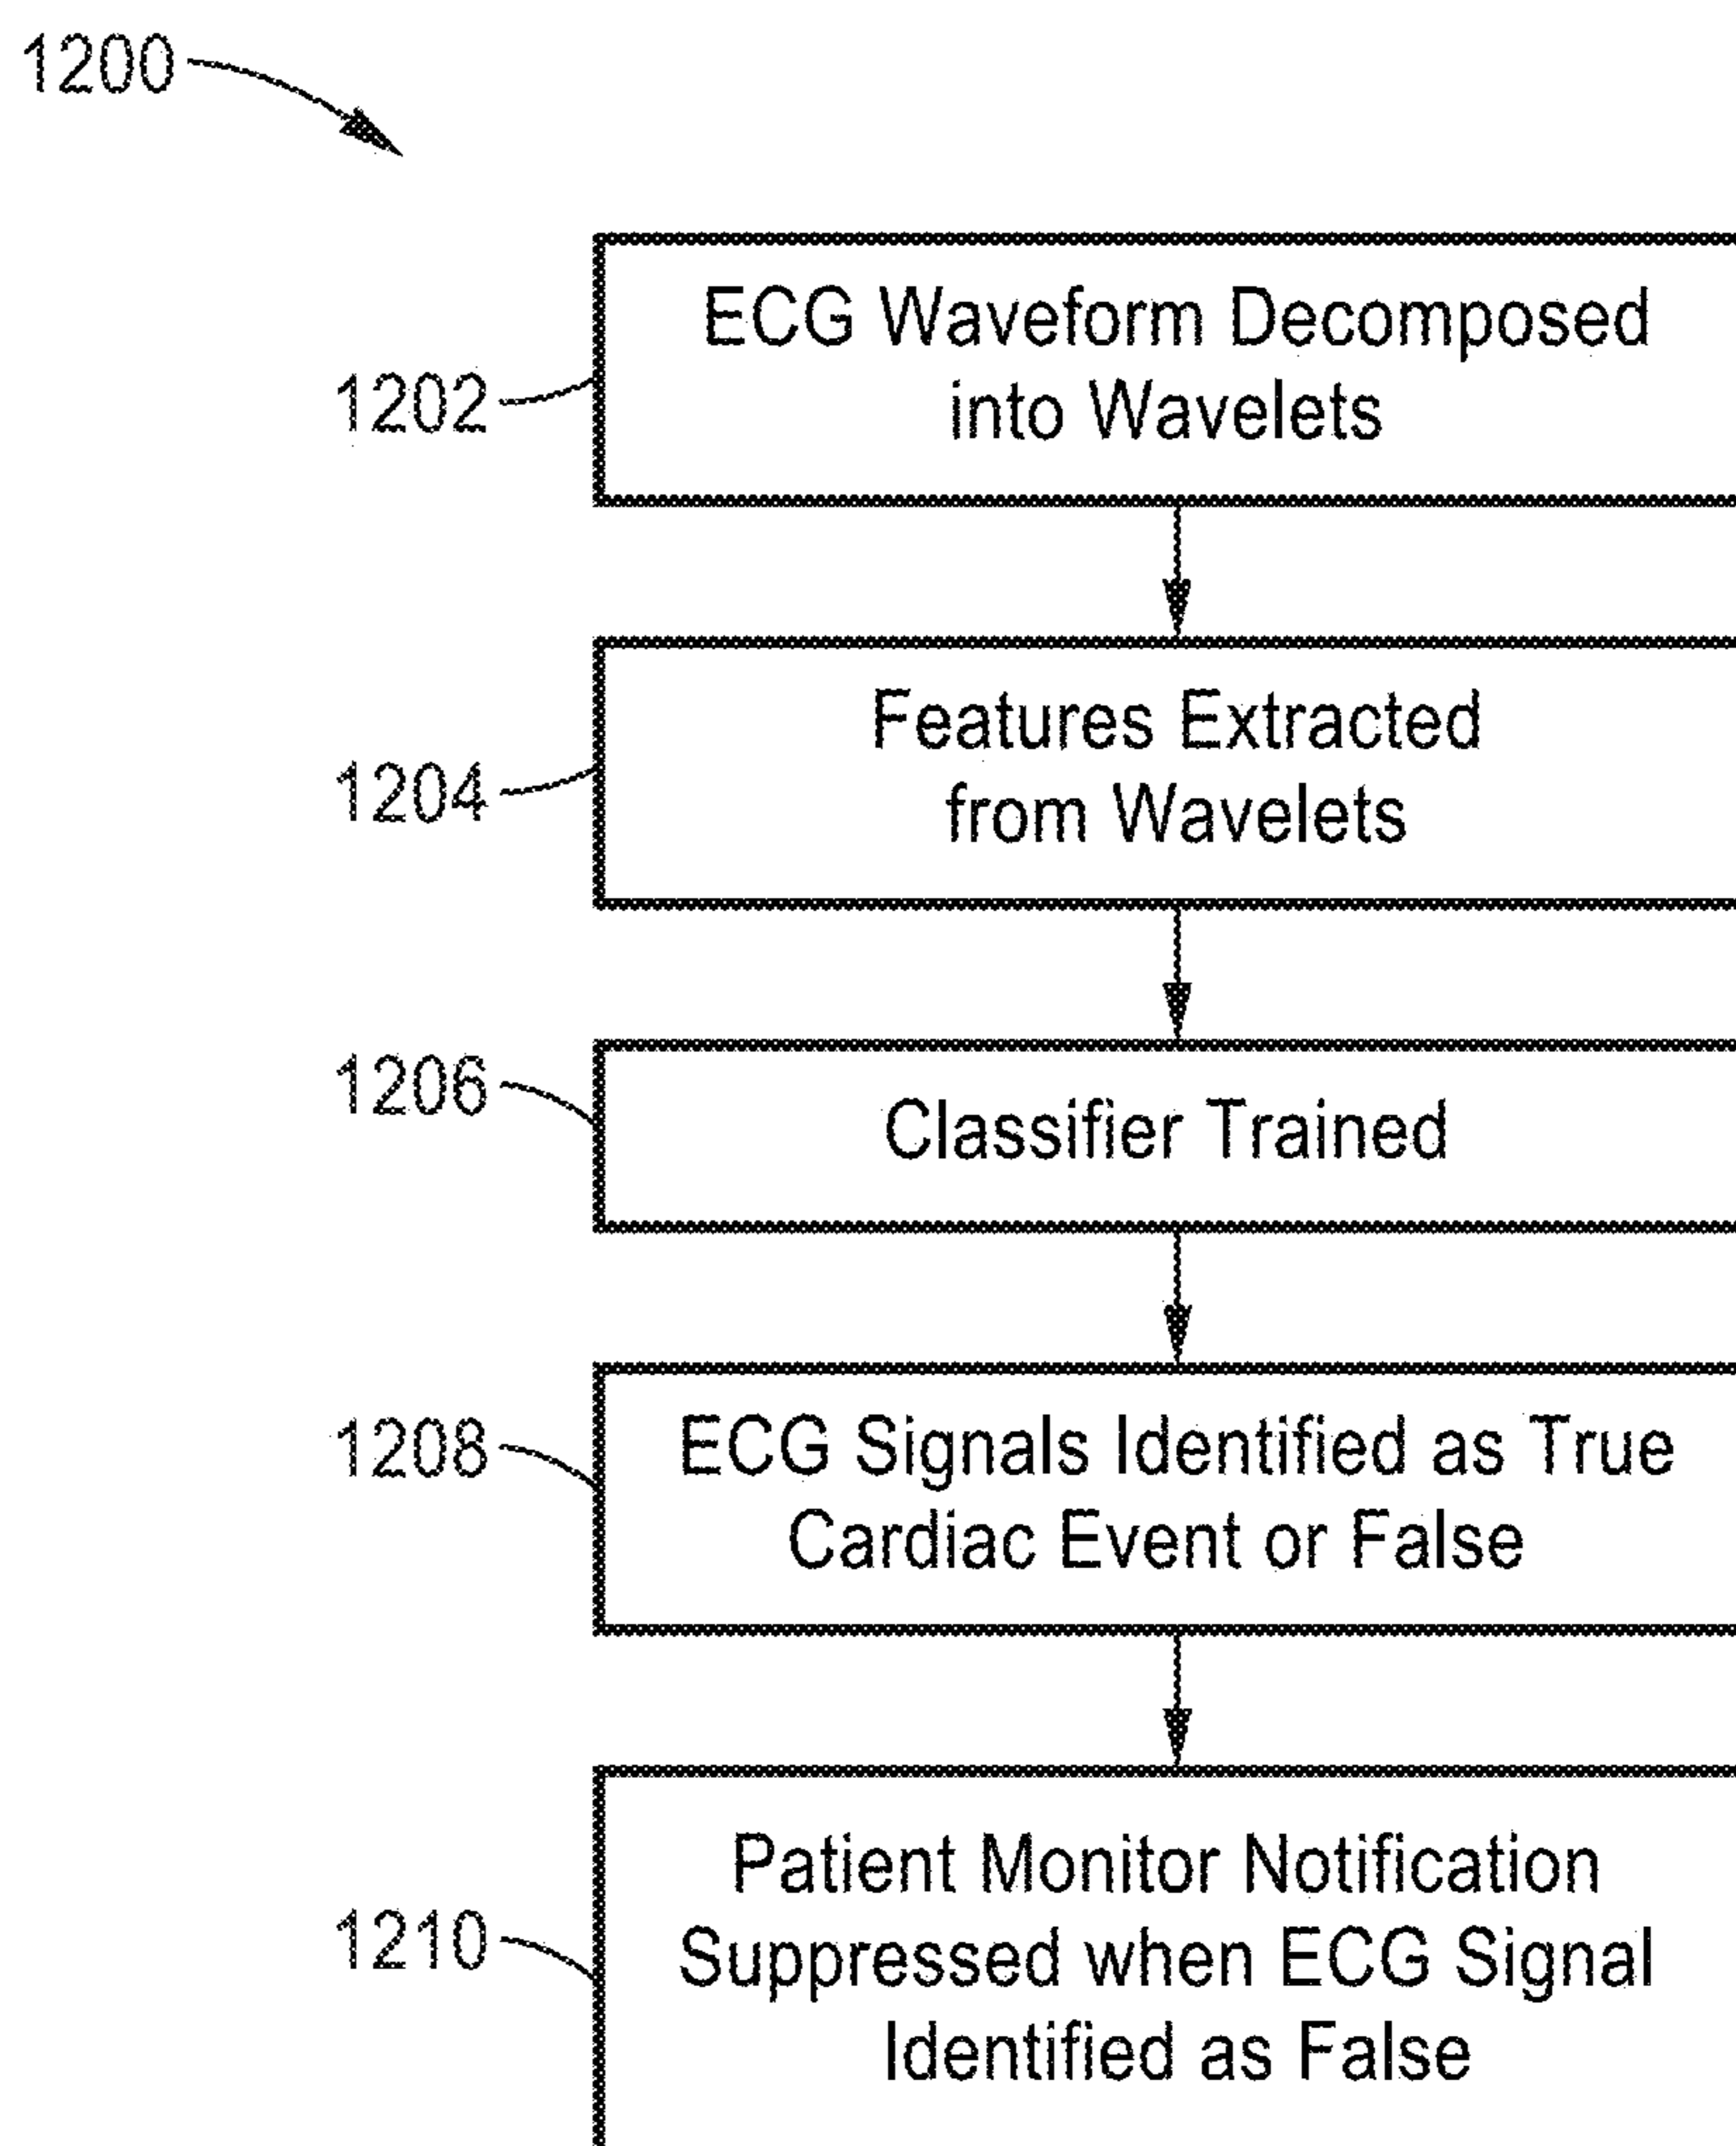 1200
ECG Waveform Decomposed
into Wavelets
1202
Features Extracted
from Wavelets
1204
1206
Classifier Trained
1208
ECG Signals Identified as True
Cardiac Event or False
Patient Monitor Notification
Suppressed when ECG Signal
1210
Identified as False